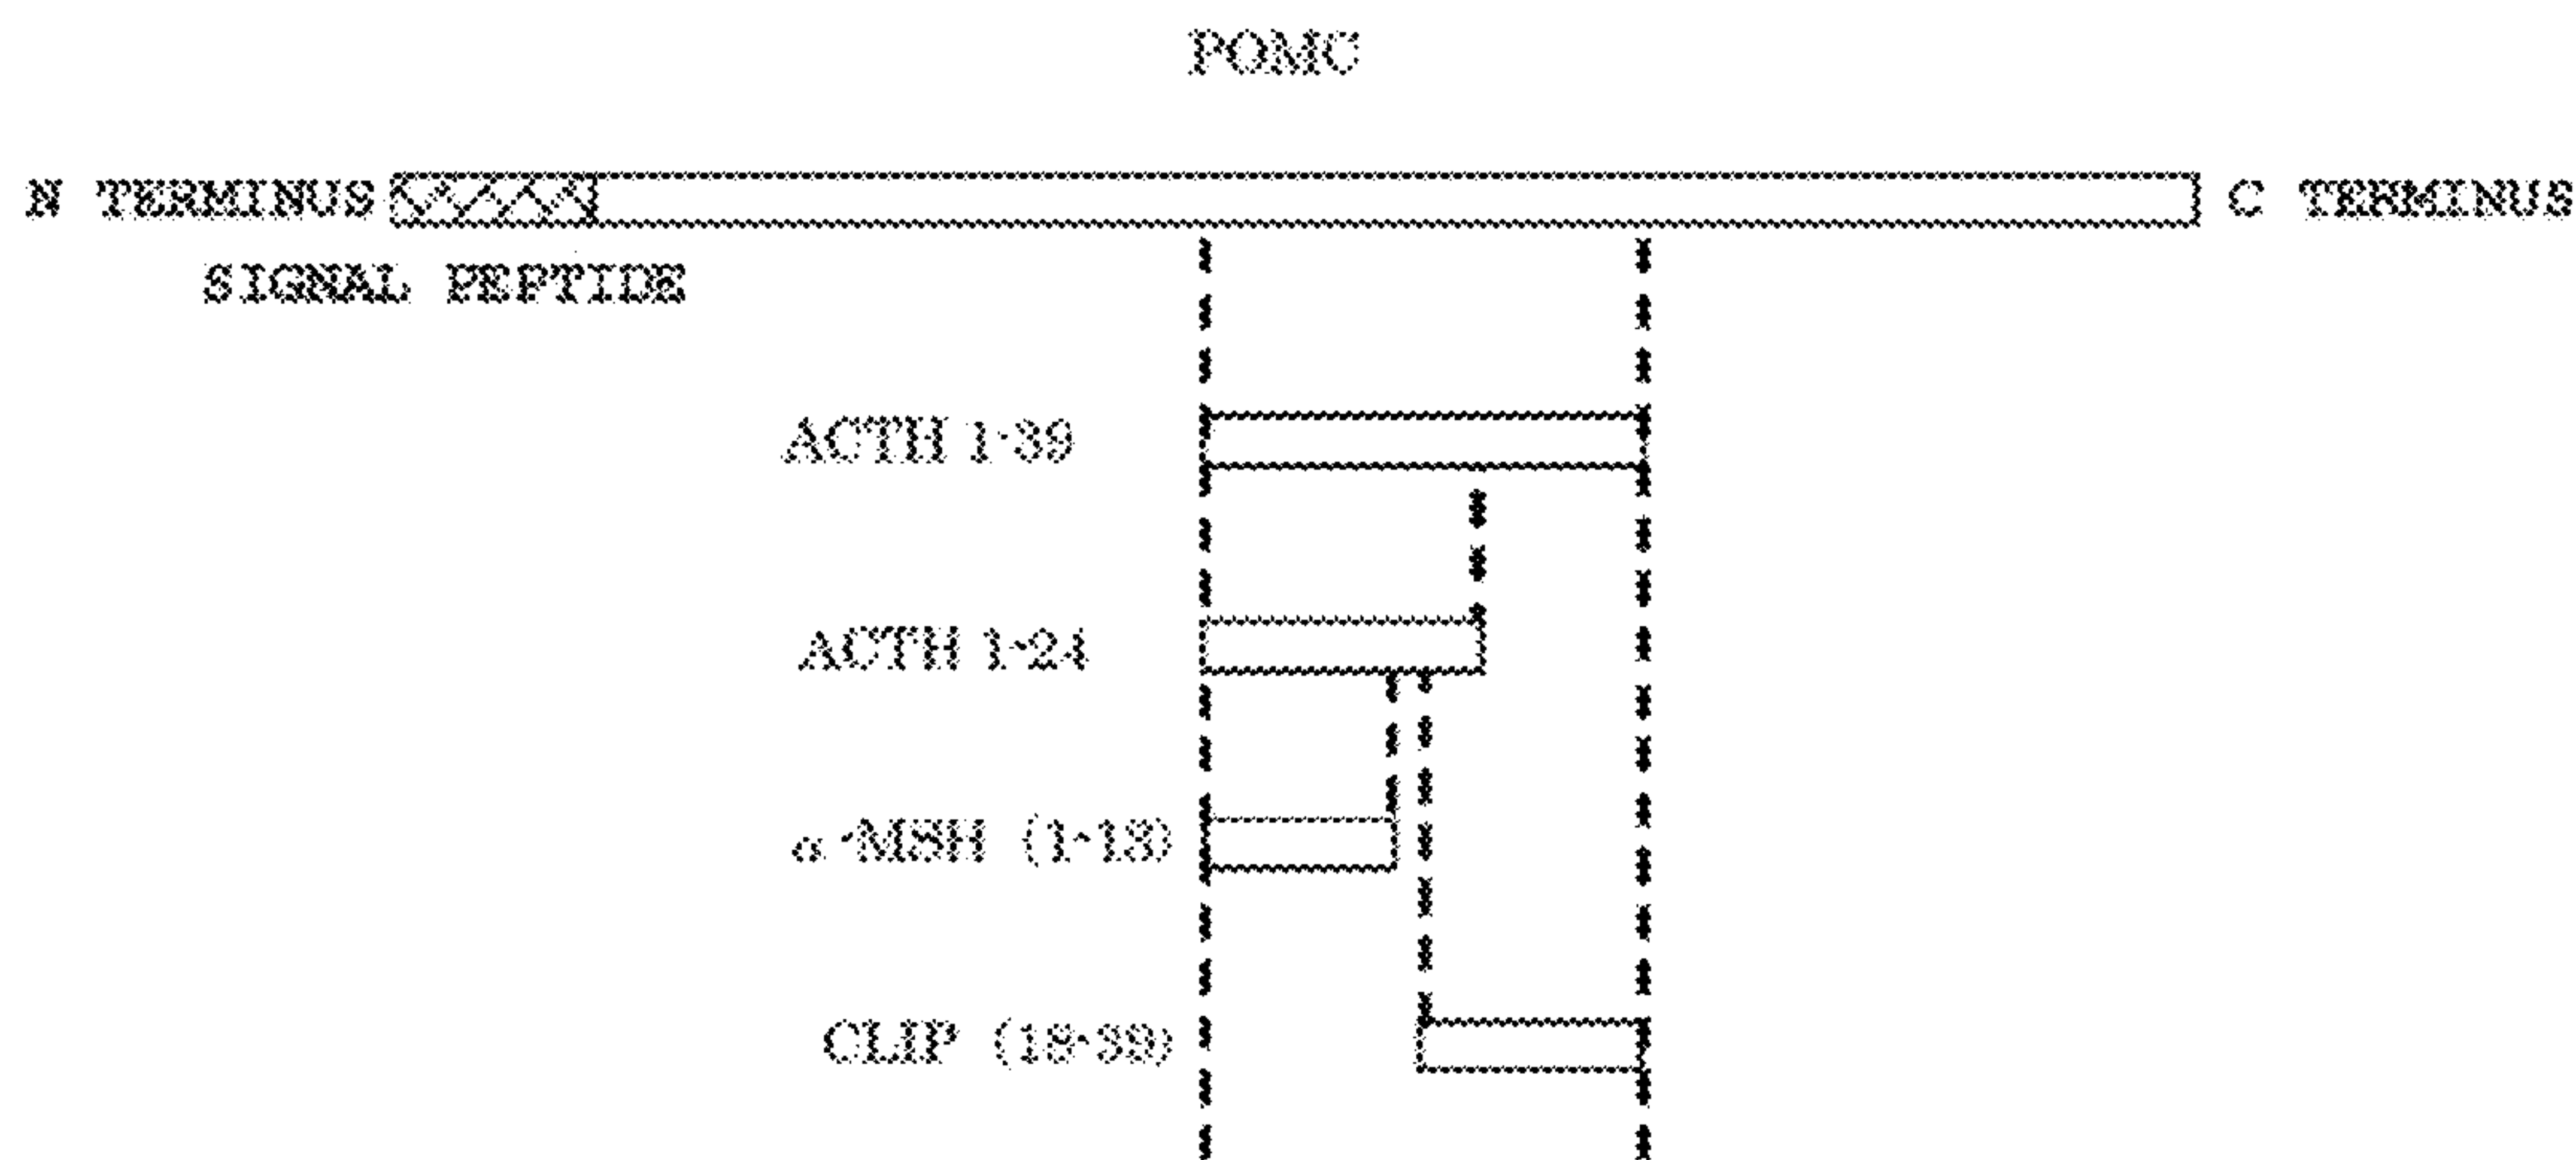 POMC
N TERMINUS
C TERMINUS
SIGNAL PEPTIDE
ACTH 1-39
ACTH 1-24
α-MSH (1-13)
CLIP (18-39)